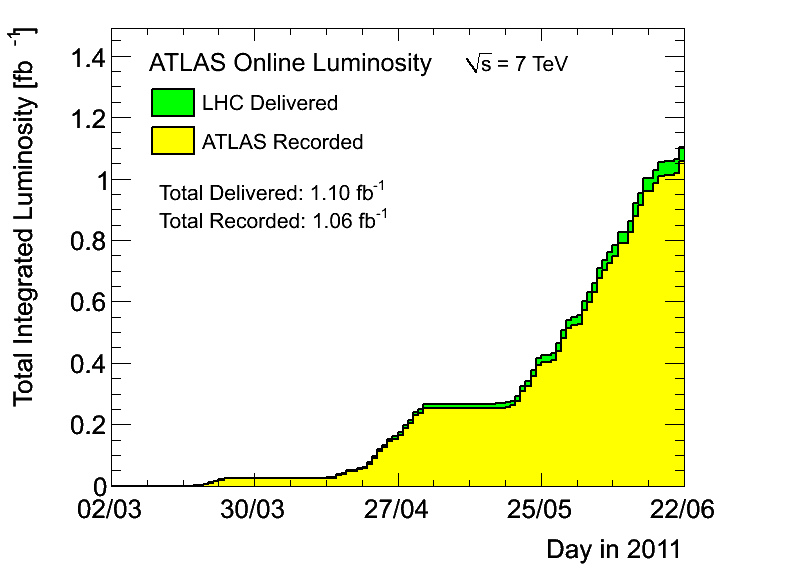 ATLAS Online Luminosity √s = 7 TeV
LHC Delivered
ATLAS Recorded
Total Delivered: 1.10 fb⁻¹
Total Recorded: 1.06 fb⁻¹
Total Integrated Luminosity [fb⁻¹]
1.4
1.2
1
0.8
0.6
0.4
0.2
0
02/03 30/03 27/04 25/05 22/06
Day in 2011